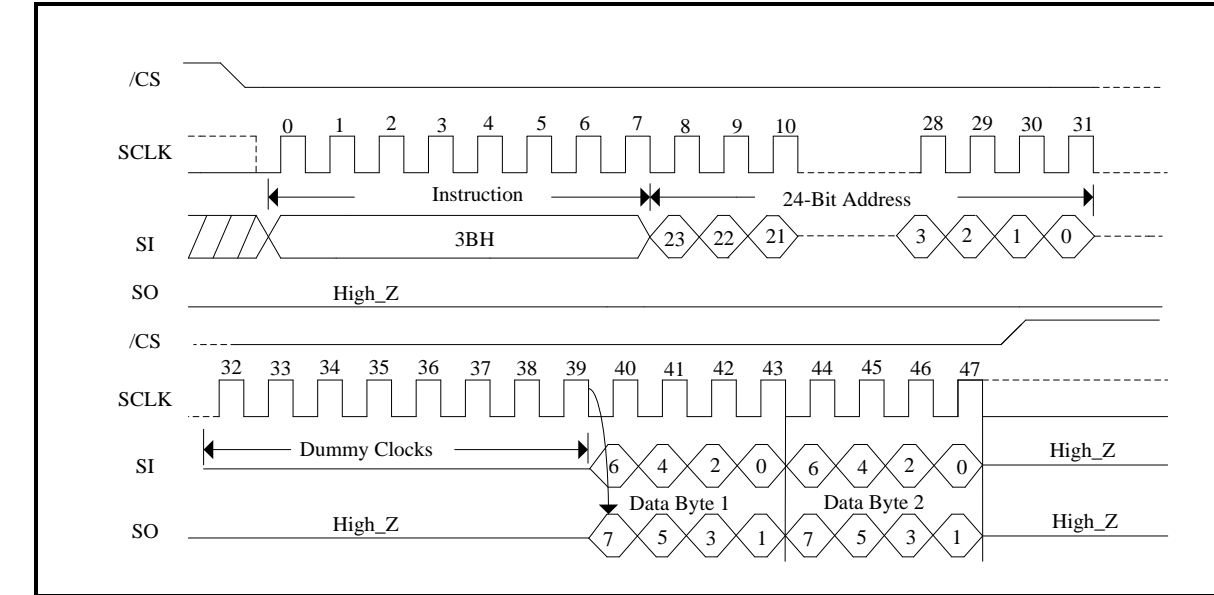 /CS
0 1 2 3 4 5 6 7 8 9 10 28 29 30 31
SCLK
Instruction 24-Bit Address
SI 3BH 23 22 21 3 2 1 0
SO High_Z
/CS
32 33 34 35 36 37 38 39 40 41 42 43 44 45 46 47
SCLK
Dummy Clocks High_Z
SI 6 4 2 0 6 4 2 0
Data Byte 1 Data Byte 2
SO High_Z 7 5 3 1 7 5 3 1 High_Z